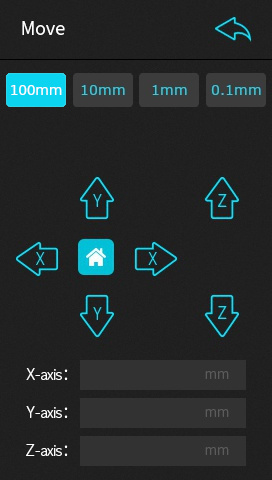 Move
100mm 10mm 1mm 0.1mm
Y Z
X X
Y Z
X-axis: mm
Y-axis: mm
Z-axis: mm